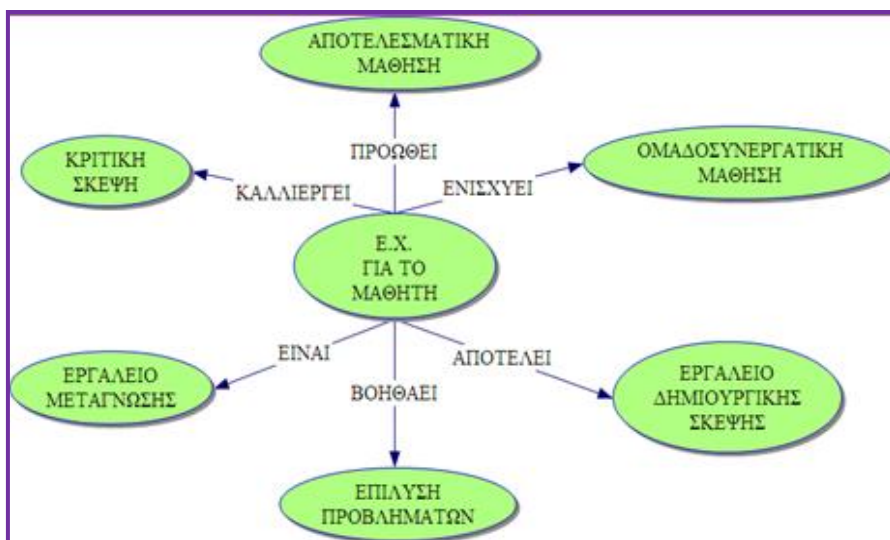 ΑΠΟΤΕΛΕΣΜΑΤΙΚΗ
ΜΑΘΗΣΗ
ΠΡΟΩΘΕΙ
ΚΡΙΤΙΚΗ
ΣΚΕΨΗ
ΚΑΛΛΙΕΡΓΕΙ
ΕΝΙΣΧΥΕΙ
ΟΜΑΔΟΣΥΝΕΡΓΑΤΙΚΗ
ΜΑΘΗΣΗ
Ε.Χ.
ΓΙΑ ΤΟ
ΜΑΘΗΤΗ
ΕΙΝΑΙ
ΕΡΓΑΛΕΙΟ
ΜΕΤΑΓΝΩΣΗΣ
ΒΟΗΘΑΕΙ
ΑΠΟΤΕΛΕΙ
ΕΡΓΑΛΕΙΟ
ΔΗΜΙΟΥΡΓΙΚΗΣ
ΣΚΕΨΗΣ
ΕΠΙΛΥΣΗ
ΠΡΟΒΛΗΜΑΤΩΝ